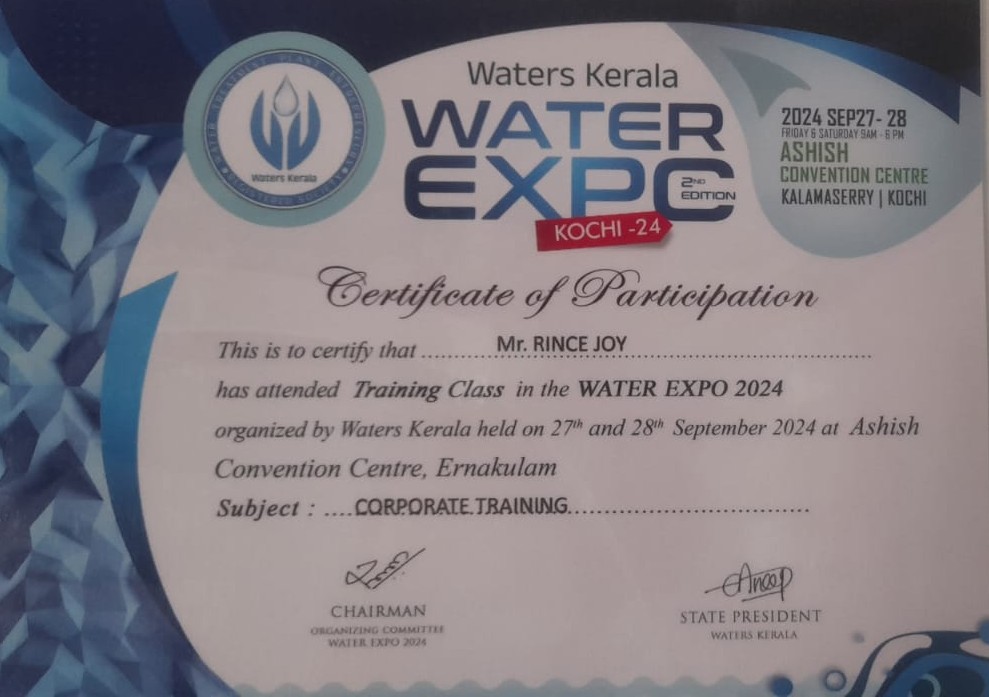 WATER TREATMENT PLANT ENTREPRENEURS
Waters Kerala
REGISTERED SOCIETY
Waters Kerala
WATER
EXPO
2ND
EDITION
KOCHI -24
2024 SEP27- 28
FRIDAY & SATURDAY 9AM - 6 PM
ASHISH
CONVENTION CENTRE
KALAMASERRY | KOCHI
Certificate of Participation
This is to certify that ........Mr. RINCE JOY........
has attended Training Class in the WATER EXPO 2024
organized by Waters Kerala held on 27th and 28th September 2024 at Ashish
Convention Centre, Ernakulam
Subject : ....CORPORATE TRAINING........
CHAIRMAN
ORGANIZING COMMITTEE
WATER EXPO 2024
Anoop
STATE PRESIDENT
WATERS KERALA